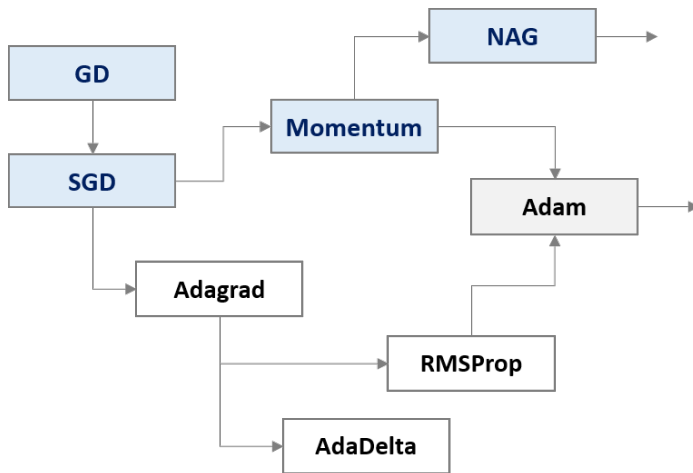 NAG
GD
Momentum
SGD
Adam
Adagrad
RMSProp
AdaDelta